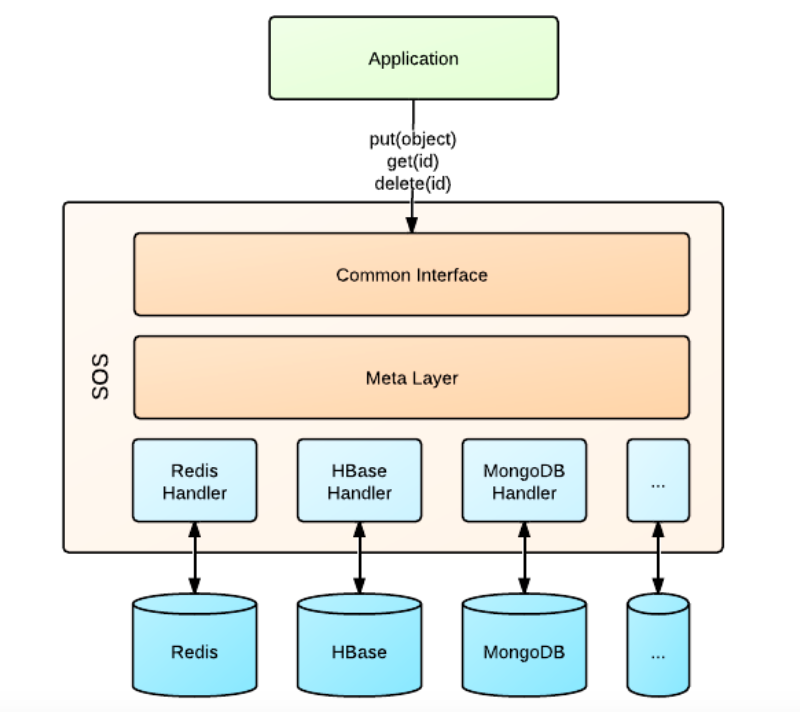 Application
put(object)
get(id)
delete(id)
Common Interface
SOS
Meta Layer
Redis
Handler
HBase
Handler
MongoDB
Handler
...
Redis
HBase
MongoDB
...